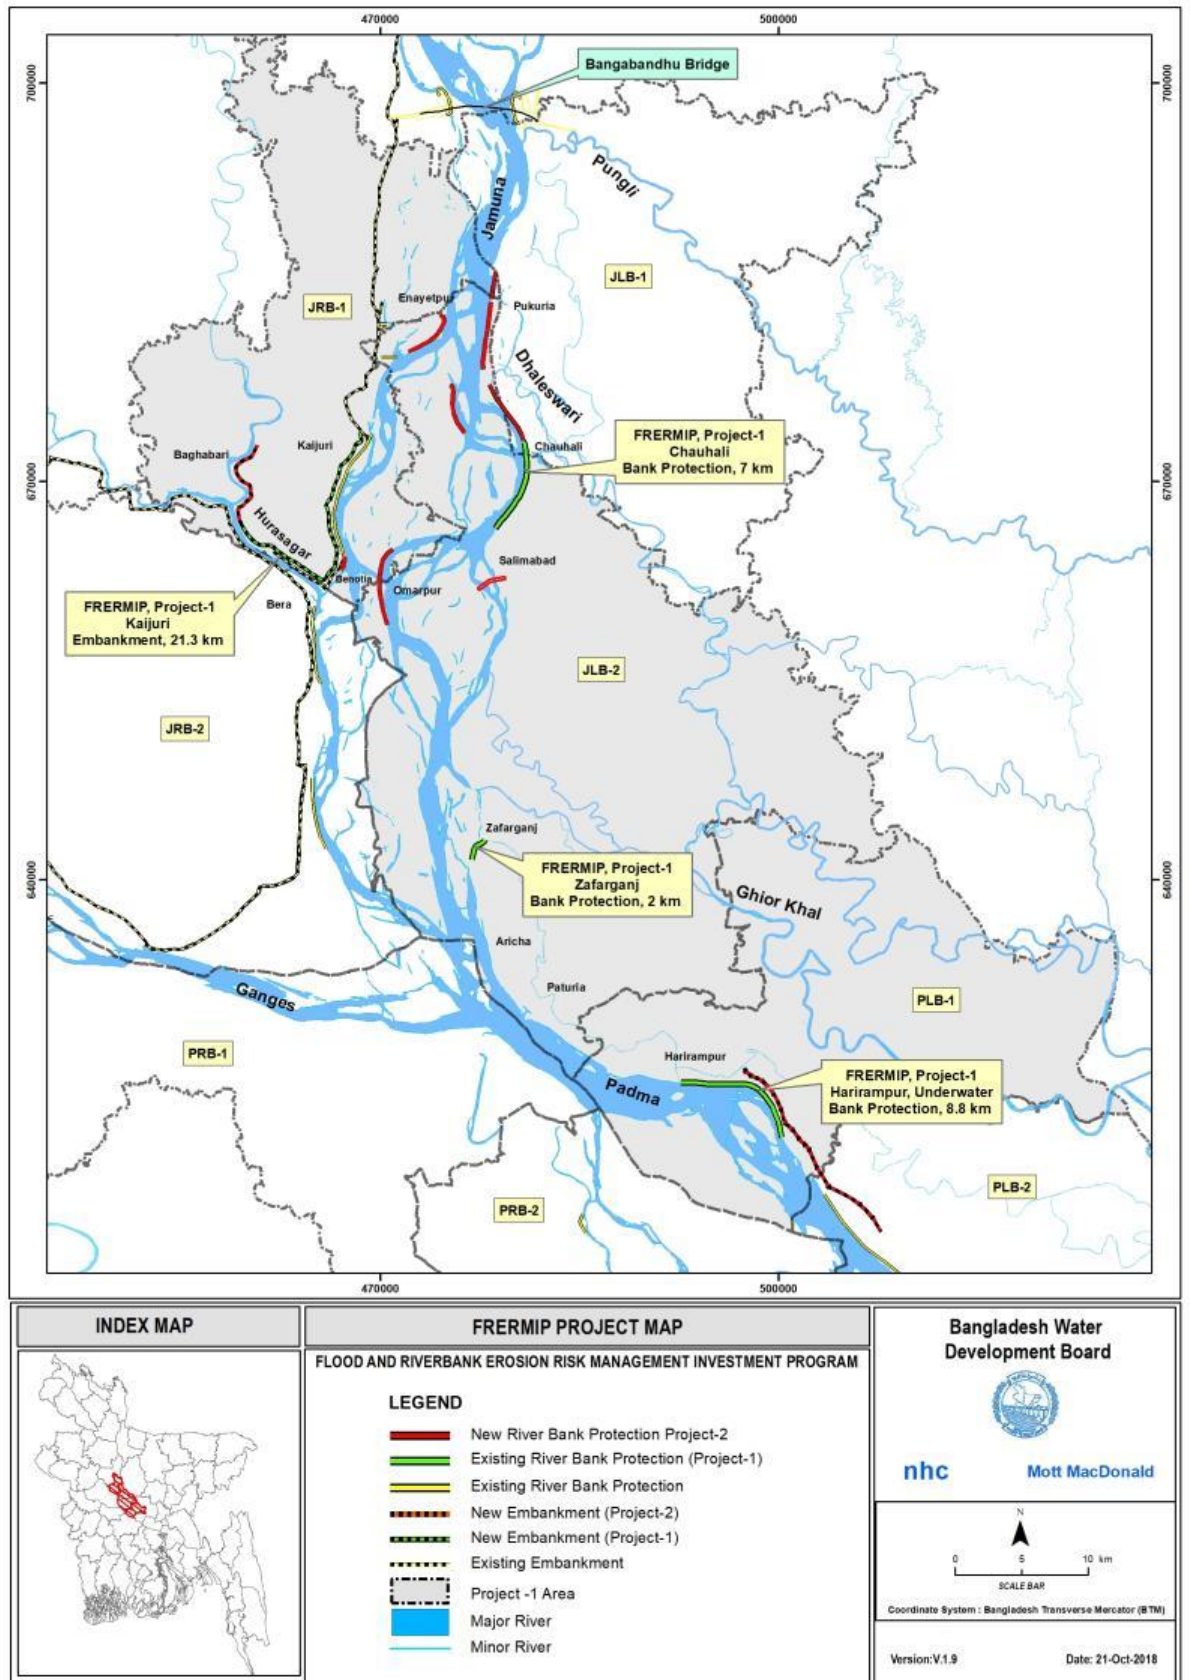 470000
500000
700000
700000
Bangabandhu Bridge
Pungli
Jamuna
JLB-1
JRB-1
Enayetpur
Pukuria
Dhaleswari
FRERMIP, Project-1
Chauhali
Bank Protection, 7 km
Chauhali
Kaijuri
Baghabari
670000
670000
Hurasagar
Salimabad
Benotia
Omarpur
Bera
FRERMIP, Project-1
Kaijuri
Embankment, 21.3 km
JLB-2
JRB-2
Zafarganj
FRERMIP, Project-1
Zafarganj
Bank Protection, 2 km
640000
640000
Ghior Khal
Aricha
Paturia
Ganges
PLB-1
PRB-1
Harirampur
FRERMIP, Project-1
Harirampur, Underwater
Bank Protection, 8.8 km
Padma
PLB-2
PRB-2
470000
500000
INDEX MAP
FRERMIP PROJECT MAP
FLOOD AND RIVERBANK EROSION RISK MANAGEMENT INVESTMENT PROGRAM
LEGEND
New River Bank Protection Project-2
Existing River Bank Protection (Project-1)
Existing River Bank Protection
New Embankment (Project-2)
New Embankment (Project-1)
Existing Embankment
Project -1 Area
Major River
Minor River
Bangladesh Water
Development Board
nhc
Mott MacDonald
N
0 5 10 km
SCALE BAR
Coordinate System : Bangladesh Transverse Mercator (BTM)
Version:V.1.9
Date: 21-Oct-2018